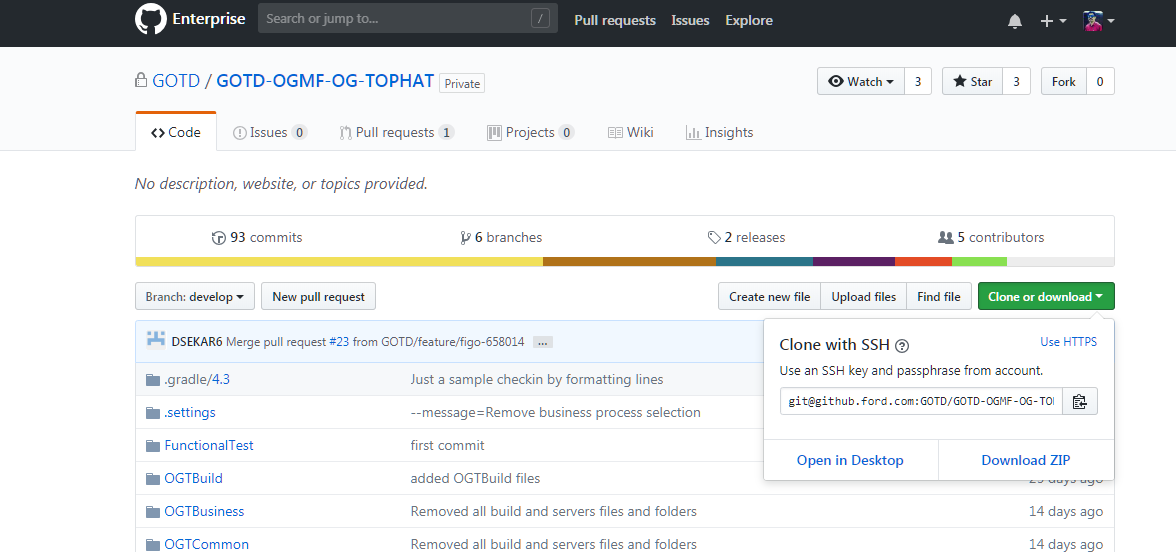 Enterprise Search or jump to... / Pull requests Issues Explore
GOTD / GOTD-OGMF-OG-TOPHAT Private Watch 3 Star 3 Fork 0
Code Issues 0 Pull requests 1 Projects 0 Wiki Insights
No description, website, or topics provided.
93 commits 6 branches 2 releases 5 contributors
Branch: develop New pull request Create new file Upload files Find file Clone or download
DSEKAR6 Merge pull request #23 from GOTD/feature/figo-658014 ...
Clone with SSH ? Use HTTPS
Use an SSH key and passphrase from account.
git@github.ford.com:GOTD/GOTD-OGMF-OG-TO
Open in Desktop Download ZIP
.gradle/4.3 Just a sample checkin by formatting lines
.settings --message=Remove business process selection
FunctionalTest first commit
OGTBuild added OGTBuild files days ago
OGTBusiness Removed all build and servers files and folders 14 days ago
OGTCommon Removed all build and servers files and folders 14 days ago